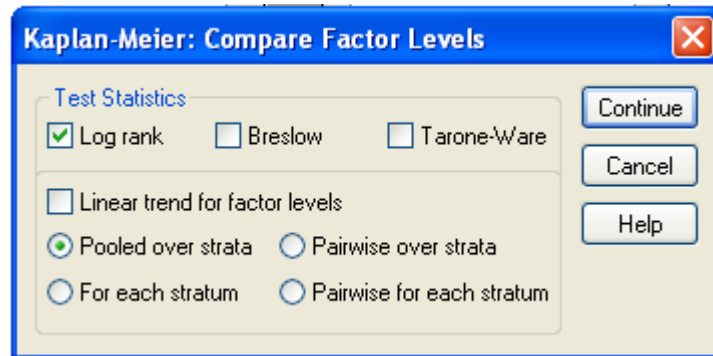 Kaplan-Meier: Compare Factor Levels
Test Statistics
Log rank Breslow Tarone-Ware
Linear trend for factor levels
Pooled over strata Pairwise over strata
For each stratum Pairwise for each stratum
Continue
Cancel
Help